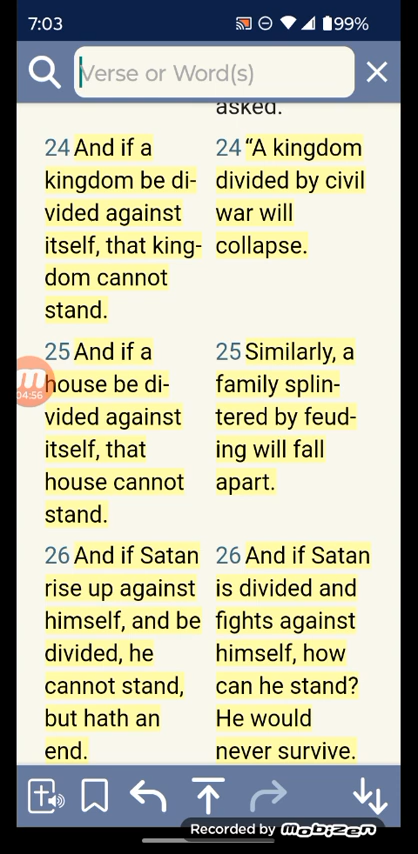 7:03
99%
Verse or Word(s)
asked.
24 And if a
kingdom be di-
vided against
itself, that king-
dom cannot
stand.
24 “A kingdom
divided by civil
war will
collapse.
25 And if a
house be di-
vided against
itself, that
house cannot
stand.
25 Similarly, a
family splin-
tered by feud-
ing will fall
apart.
04:56
26 And if Satan
rise up against
himself, and be
divided, he
cannot stand,
but hath an
end.
26 And if Satan
is divided and
fights against
himself, how
can he stand?
He would
never survive.
Recorded by mobizen